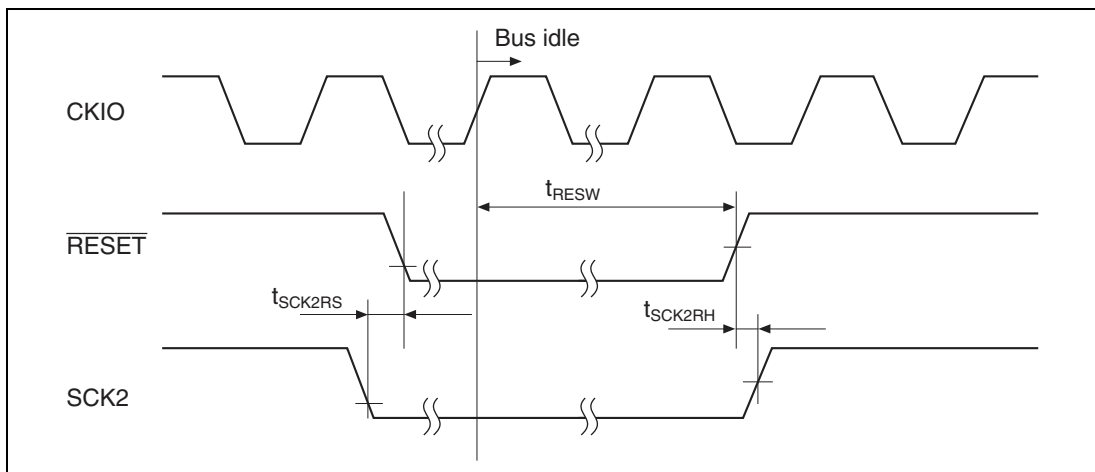 Bus idle
CKIO
tRESW
RESET
tSCK2RS
tSCK2RH
SCK2